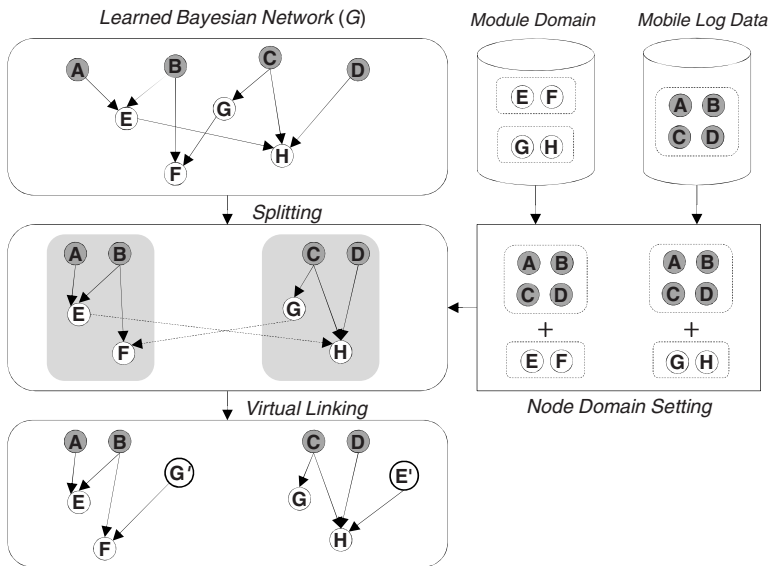 Learned Bayesian Network (G)
Module Domain
Mobile Log Data
A
B
C
D
E
G
F
H
E F
G H
A B
C D
Splitting
A B
C D
G
E
F
H
A B
C D
+
E F
A B
C D
+
G H
Virtual Linking
Node Domain Setting
A B
C D
G'
E'
E
G
F
H